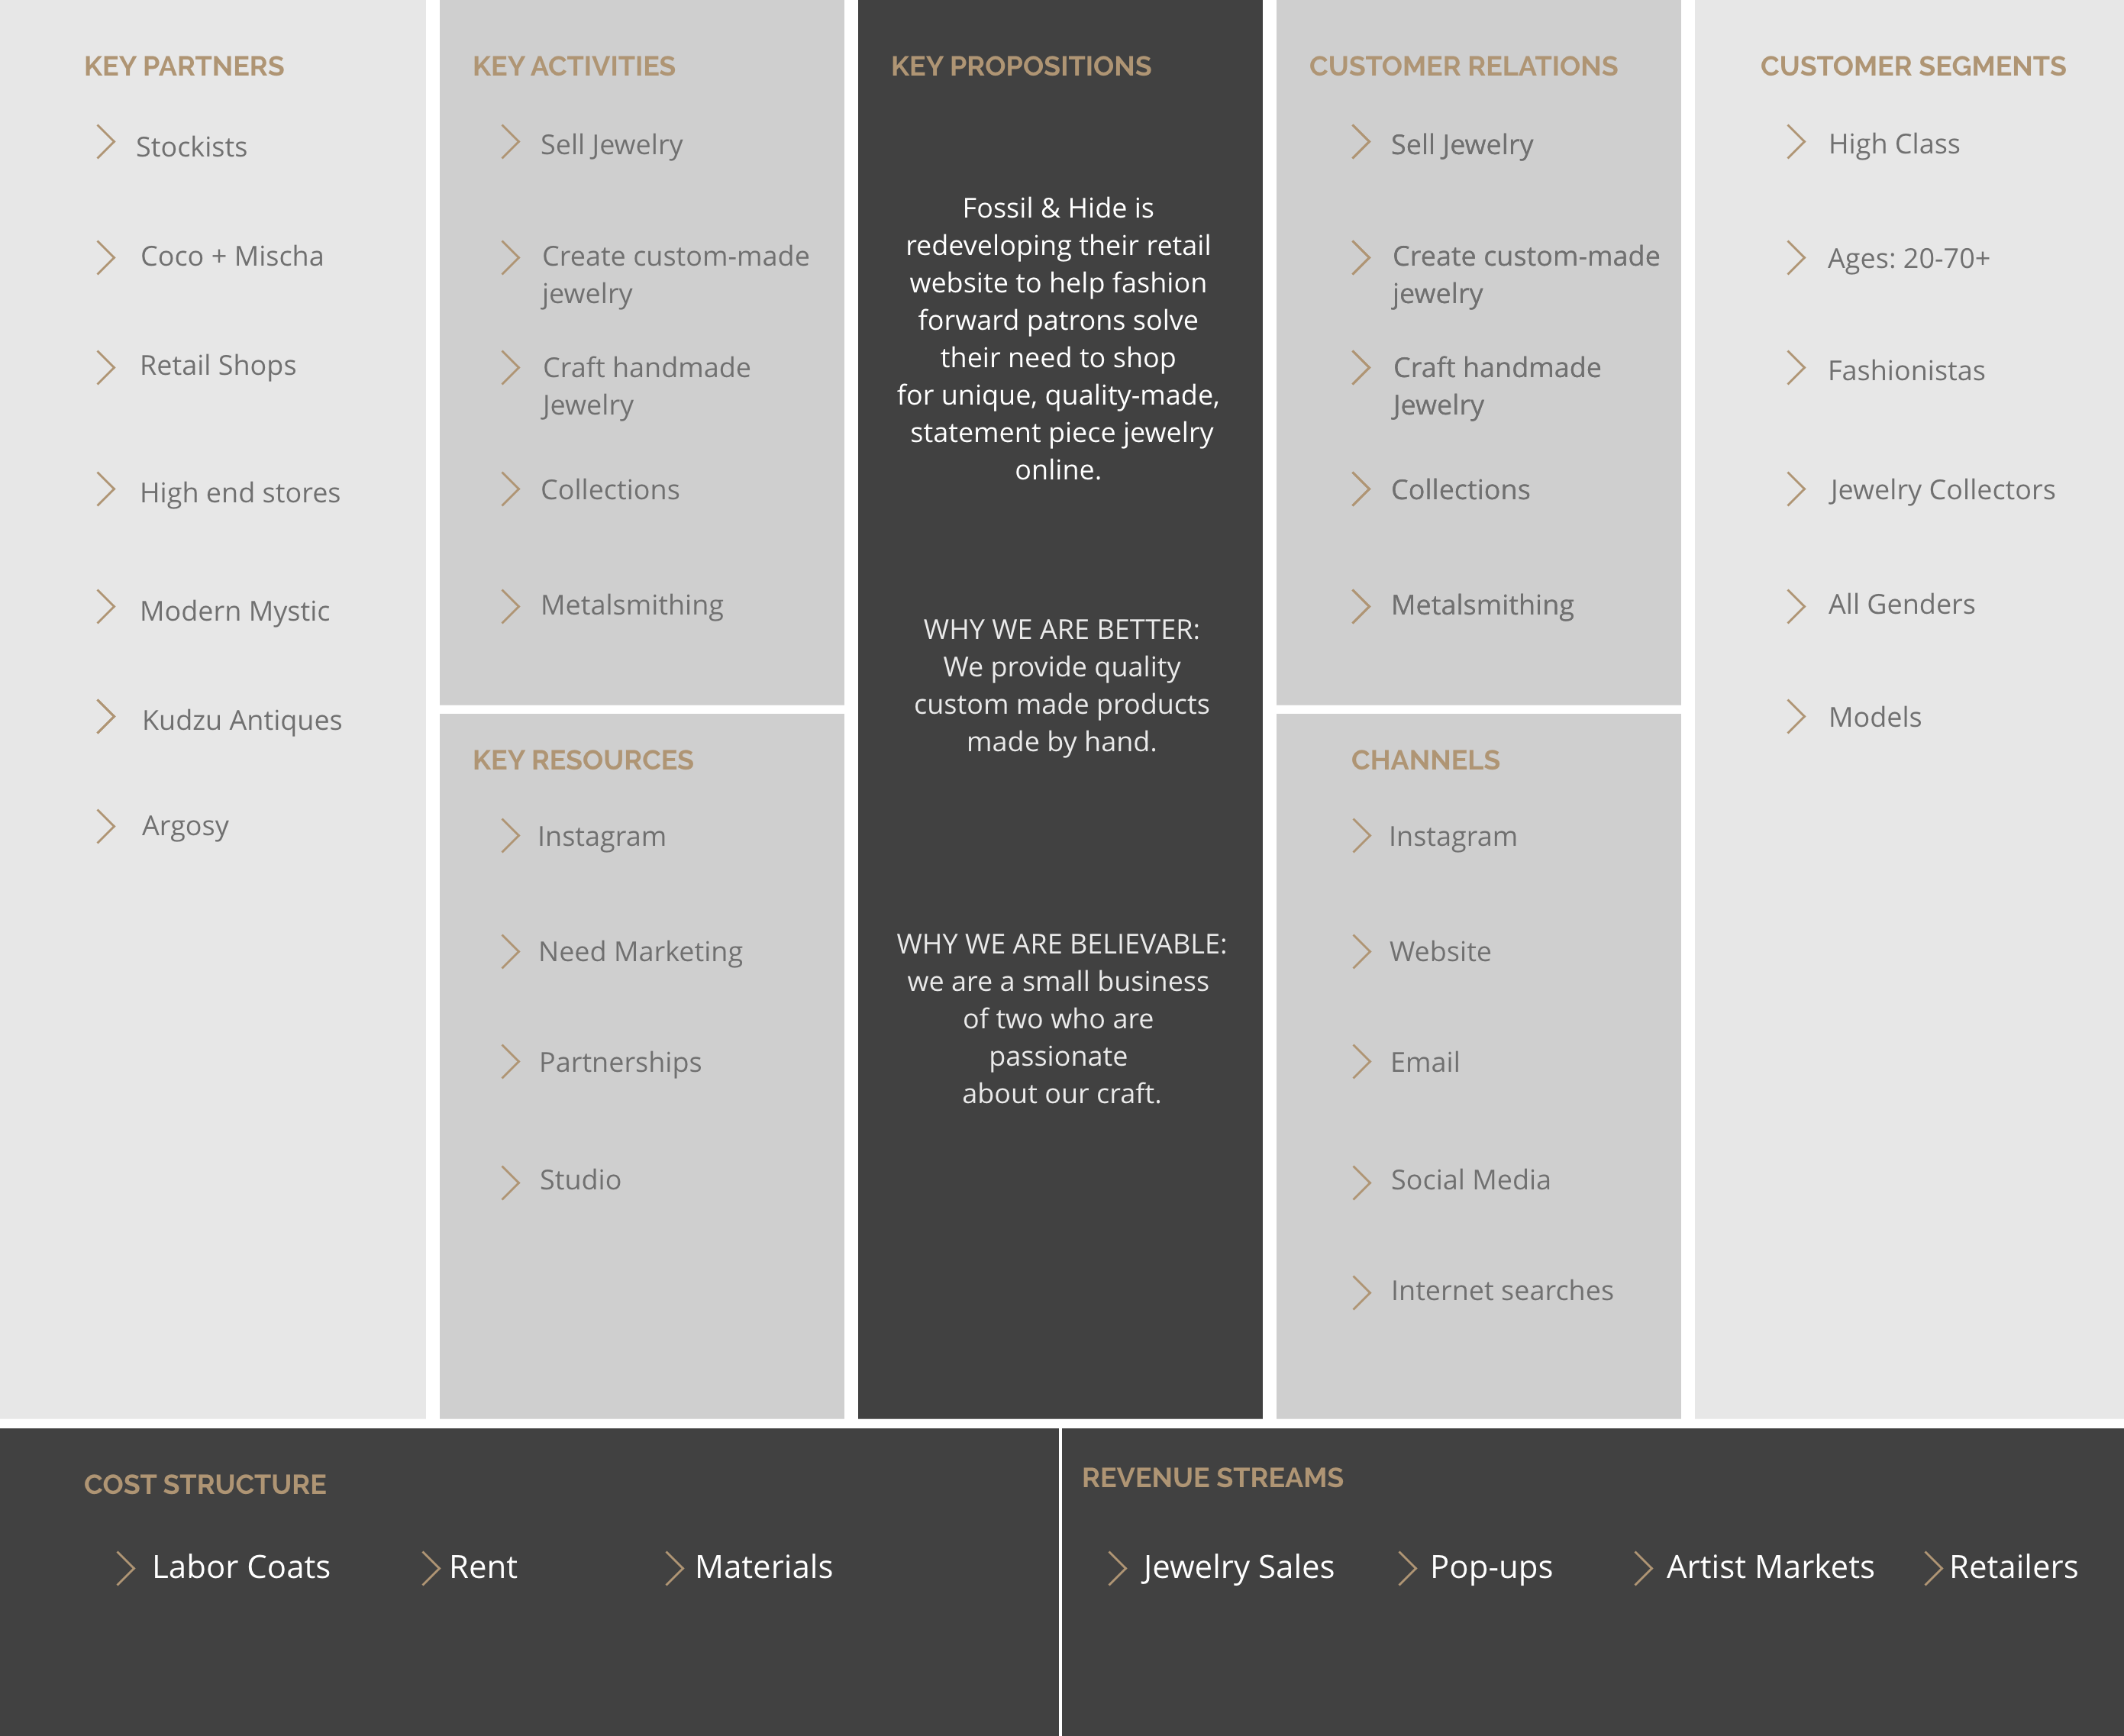 KEY PARTNERS
Stockists
Coco + Mischa
Retail Shops
High end stores
Modern Mystic
Kudzu Antiques
Argosy
KEY ACTIVITIES
Sell Jewelry
Create custom-made
jewelry
Craft handmade
Jewelry
Collections
Metalsmithing
KEY RESOURCES
Instagram
Need Marketing
Partnerships
Studio
KEY PROPOSITIONS
Fossil & Hide is
redeveloping their retail
website to help fashion
forward patrons solve
their need to shop
for unique, quality-made,
statement piece jewelry
online.
WHY WE ARE BETTER:
We provide quality
custom made products
made by hand.
WHY WE ARE BELIEVABLE:
we are a small business
of two who are
passionate
about our craft.
CUSTOMER RELATIONS
Sell Jewelry
Create custom-made
jewelry
Craft handmade
Jewelry
Collections
Metalsmithing
CHANNELS
Instagram
Website
Email
Social Media
Internet searches
CUSTOMER SEGMENTS
High Class
Ages: 20-70+
Fashionistas
Jewelry Collectors
All Genders
Models
COST STRUCTURE
Labor Coats
Rent
Materials
REVENUE STREAMS
Jewelry Sales
Pop-ups
Artist Markets
Retailers